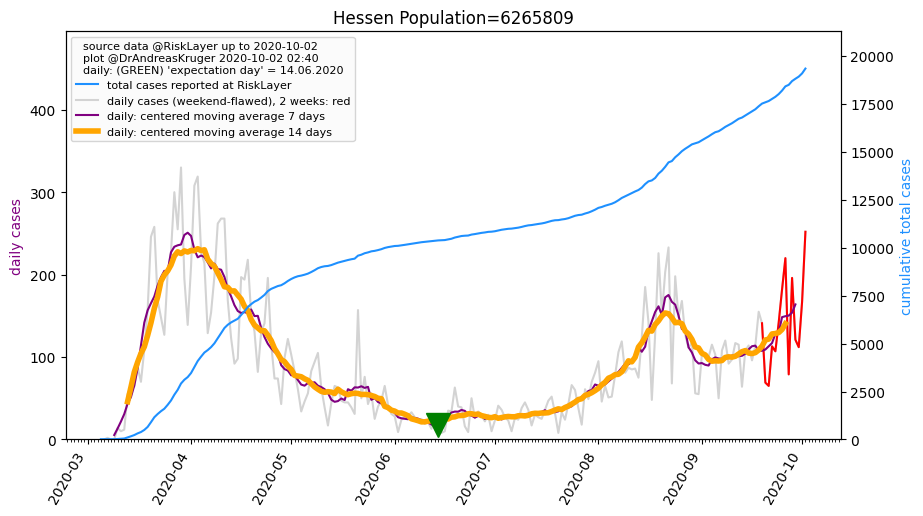 Hessen Population=6265809
source data @RiskLayer up to 2020-10-02
plot @DrAndreasKruger 2020-10-02 02:40
daily: (GREEN) 'expectation day' = 14.06.2020
total cases reported at RiskLayer
daily cases (weekend-flawed), 2 weeks: red
daily: centered moving average 7 days
daily: centered moving average 14 days
daily cases
400
300
200
100
0
20000
17500
15000
12500
10000
7500
5000
2500
0
cumulative total cases
2020-03
2020-04
2020-05
2020-06
2020-07
2020-08
2020-09
2020-10